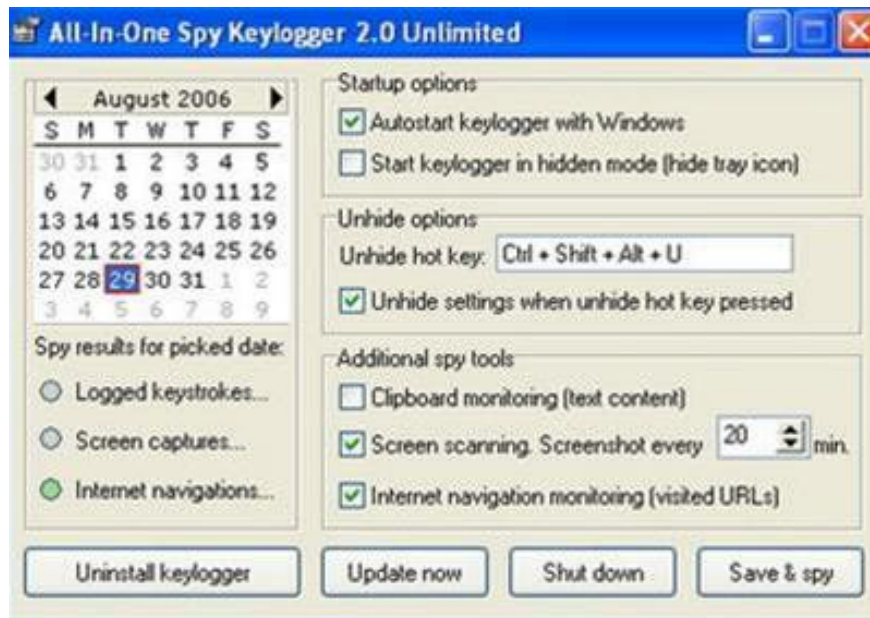 All-In-One Spy Keylogger 2.0 Unlimited
August 2006
S M T W T F S
30 31 1 2 3 4 5
6 7 8 9 10 11 12
13 14 15 16 17 18 19
20 21 22 23 24 25 26
27 28 29 30 31 1 2
3 4 5 6 7 8 9
Spy results for picked date:
Logged keystrokes...
Screen captures...
Internet navigations...
Startup options
Autostart keylogger with Windows
Start keylogger in hidden mode (hide tray icon)
Unhide options
Unhide hot key: Ctrl + Shift + Alt + U
Unhide settings when unhide hot key pressed
Additional spy tools
Clipboard monitoring (text content)
Screen scanning. Screenshot every 20 min.
Internet navigation monitoring (visited URLs)
Uninstall keylogger
Update now
Shut down
Save & spy